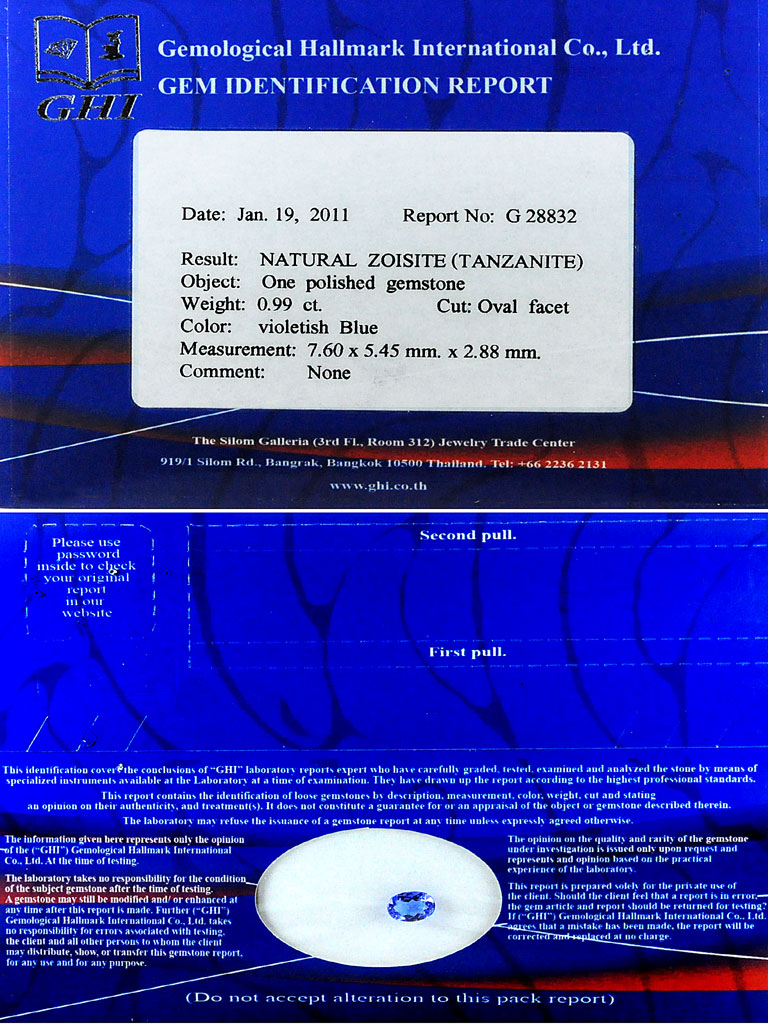 GHI
Gemological Hallmark International Co., Ltd.
GEM IDENTIFICATION REPORT
Date: Jan. 19, 2011 Report No: G 28832
Result: NATURAL ZOISITE (TANZANITE)
Object: One polished gemstone
Weight: 0.99 ct. Cut: Oval facet
Color: violetish Blue
Measurement: 7.60 x 5.45 mm. x 2.88 mm.
Comment: None
The Silom Galleria (3rd Fl., Room 312) Jewelry Trade Center
919/1 Silom Rd., Bangrak, Bangkok 10500 Thailand. Tel: +66 2236 2131
www.ghi.co.th
Please use
password
inside to check
your original
report
in our
website
Second pull.
First pull.
This identification covers the conclusions of "GHI" laboratory reports expert who have carefully graded, tested, examined and analyzed the stone by means of
specialized instruments available at the Laboratory at a time of examination. They have drawn up the report according to the highest professional standards.
This report contains the identification of loose gemstones by description, measurement, color, weight, cut and stating
an opinion on their authenticity, and treatment(s). It does not constitute a guarantee for or an appraisal of the object or gemstone described therein.
The laboratory may refuse the issuance of a gemstone report at any time unless expressly agreed otherwise.
The information given here represents only the opinion
of the ("GHI") Gemological Hallmark International
Co., Ltd. At the time of testing.
The laboratory takes no responsibility for the condition
of the subject gemstone after the time of testing.
A gemstone may still be modified and/ or enhanced at
any time after this report is made. Further ("GHI")
Gemological Hallmark International Co., Ltd. takes
no responsibility for errors associated with testing,
the client and all other persons to whom the client
may distribute, show, or transfer this gemstone report,
for any use and for any purpose.
The opinion on the quality and rarity of the gemstone
under investigation is issued only upon request and
represents and opinion based on the practical
experience of the laboratory.
This report is prepared solely for the private use of
the client. Should the client feel that a report is in error,
the gem article and report should be returned for testing?
If ("GHI") Gemological Hallmark International Co., Ltd.
agrees that a mistake has been made, the report will be
corrected and replaced at no charge.
(Do not accept alteration to this pack report)